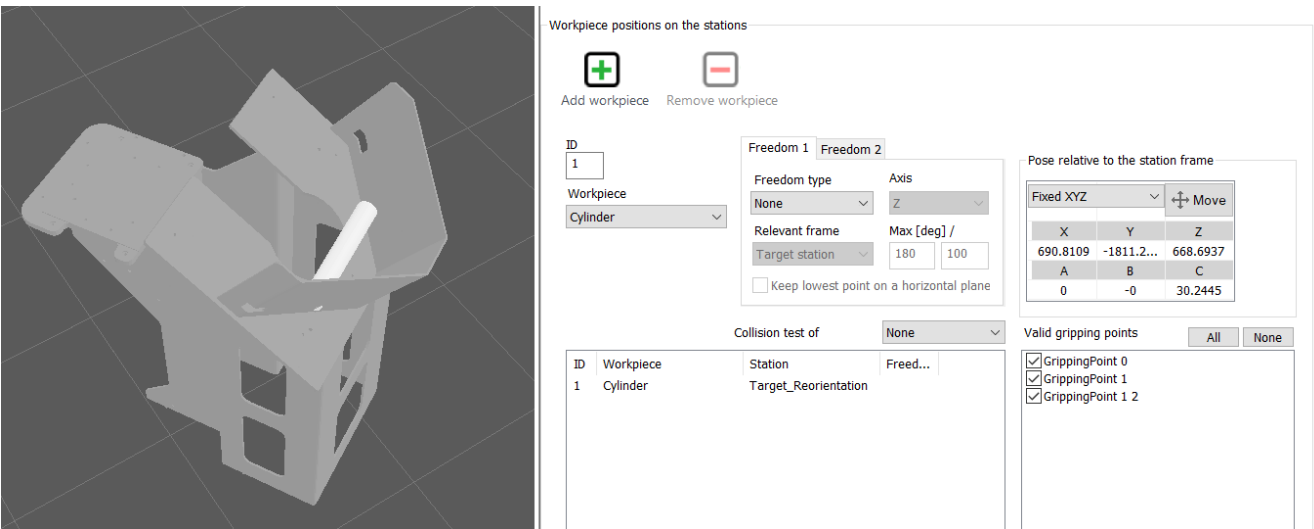 Workpiece positions on the stations
Add workpiece Remove workpiece
ID
1
Workpiece
Cylinder
Freedom 1 Freedom 2
Freedom type Axis
None Z
Relevant frame Max [deg] /
Target station 180 100
Keep lowest point on a horizontal plane
Pose relative to the station frame
Fixed XYZ Move
X Y Z
690.8109 -1811.2... 668.6937
A B C
0 -0 30.2445
Collision test of None
ID Workpiece Station Freed...
1 Cylinder Target_Reorientation
Valid gripping points All None
GrippingPoint 0
GrippingPoint 1
GrippingPoint 1 2